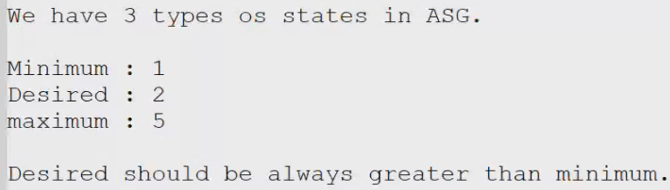 We have 3 types os states in ASG.
Minimum : 1
Desired : 2
maximum : 5
Desired should be always greater than minimum.